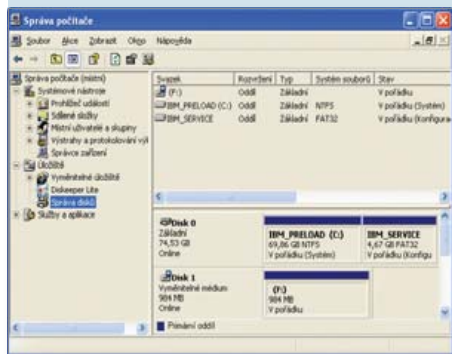 Správa počítače
Soubor Akce Zobrazit Okno Nápověda
Správa počítače (místní)
Systémové nástroje
Prohlížeč událostí
Sdílené složky
Místní uživatelé a skupiny
Výstrahy a protokolování výk
Správce zařízení
Úložiště
Vyměnitelné úložiště
Diskeeper Lite
Správa disků
Služby a aplikace
Svazek Rozvržení Typ Systém souborů Stav
(F:) Oddíl Základní V pořádku
IBM_PRELOAD (C:) Oddíl Základní NTFS V pořádku (Systém)
IBM_SERVICE Oddíl Základní FAT32 V pořádku (Konfigura
Disk 0
Základní
74,53 GB
Online
IBM_PRELOAD (C:)
69,86 GB NTFS
V pořádku (Systém)
IBM_SERVICE
4,67 GB FAT32
V pořádku (Konfigu
Disk 1
Vyměnitelné médium
984 MB
Online
(F:)
984 MB
V pořádku
Primární oddíl